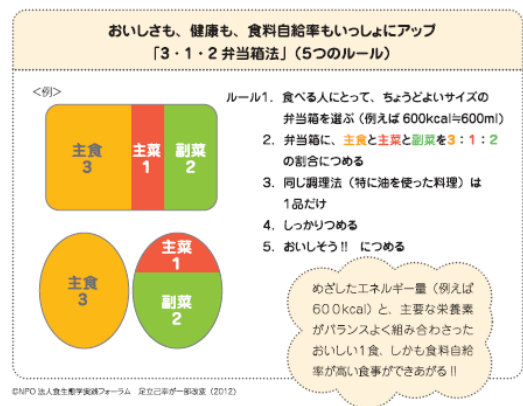 おいしさも、健康も、食料自給率もいっしょにアップ
「3・1・2 弁当箱法」（5つのルール）
＜例＞
主食
3
主菜
1
副菜
2
主食
3
主菜
1
副菜
2
ルール1． 食べる人にとって、ちょうどよいサイズの
弁当箱を選ぶ（例えば 600kcal≒600ml）
2． 弁当箱に、主食と主菜と副菜を3：1：2
の割合につめる
3． 同じ調理法（特に油を使った料理）は
1品だけ
4． しっかりつめる
5． おいしそう!! につめる
めざしたエネルギー量（例えば
600kcal）と、主要な栄養素
がバランスよく組み合わさった
おいしい1食、しかも食料自給
率が高い食事ができあがる!!
©NPO 法人食生態学実践フォーラム　足立己幸が一部改変（2012）